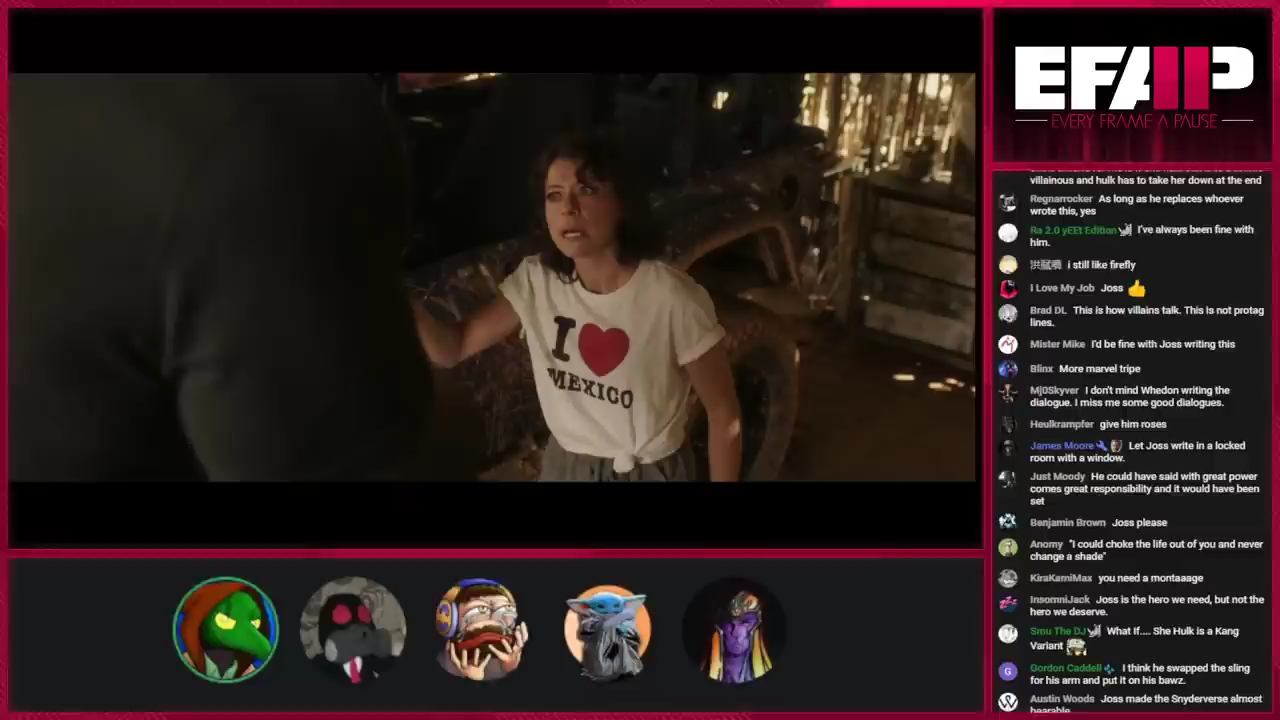 EFAP
EVERY FRAME A PAUSE
I ❤
MEXICO
villainous and hulk has to take her down at the end
Regnarrocker As long as he replaces whoever
wrote this, yes
Ra 2.0 yEEt Edition I've always been fine with
him.
i still like firefly
I Love My Job Joss 👍
Brad DL This is how villains talk. This is not protag
lines.
Mister Mike I'd be fine with Joss writing this
Blinx More marvel tripe
Mj0Skyver I don't mind Whedon writing the
dialogue. I miss me some good dialogues.
Heulkrampfer give him roses
James Moore Let Joss write in a locked
room with a window.
Just Moody He could have said with great power
comes great responsibility and it would have been
set
Benjamin Brown Joss please
Anomy "I could choke the life out of you and never
change a shade"
KiraKamiMax you need a montaaage
InsomniJack Joss is the hero we need, but not the
hero we deserve.
Smu The DJ What if.... She Hulk is a Kang
Variant
G
Gordon Caddell I think he swapped the sling
for his arm and put it on his bawz.
Austin Woods Joss made the Snyderverse almost
bearable